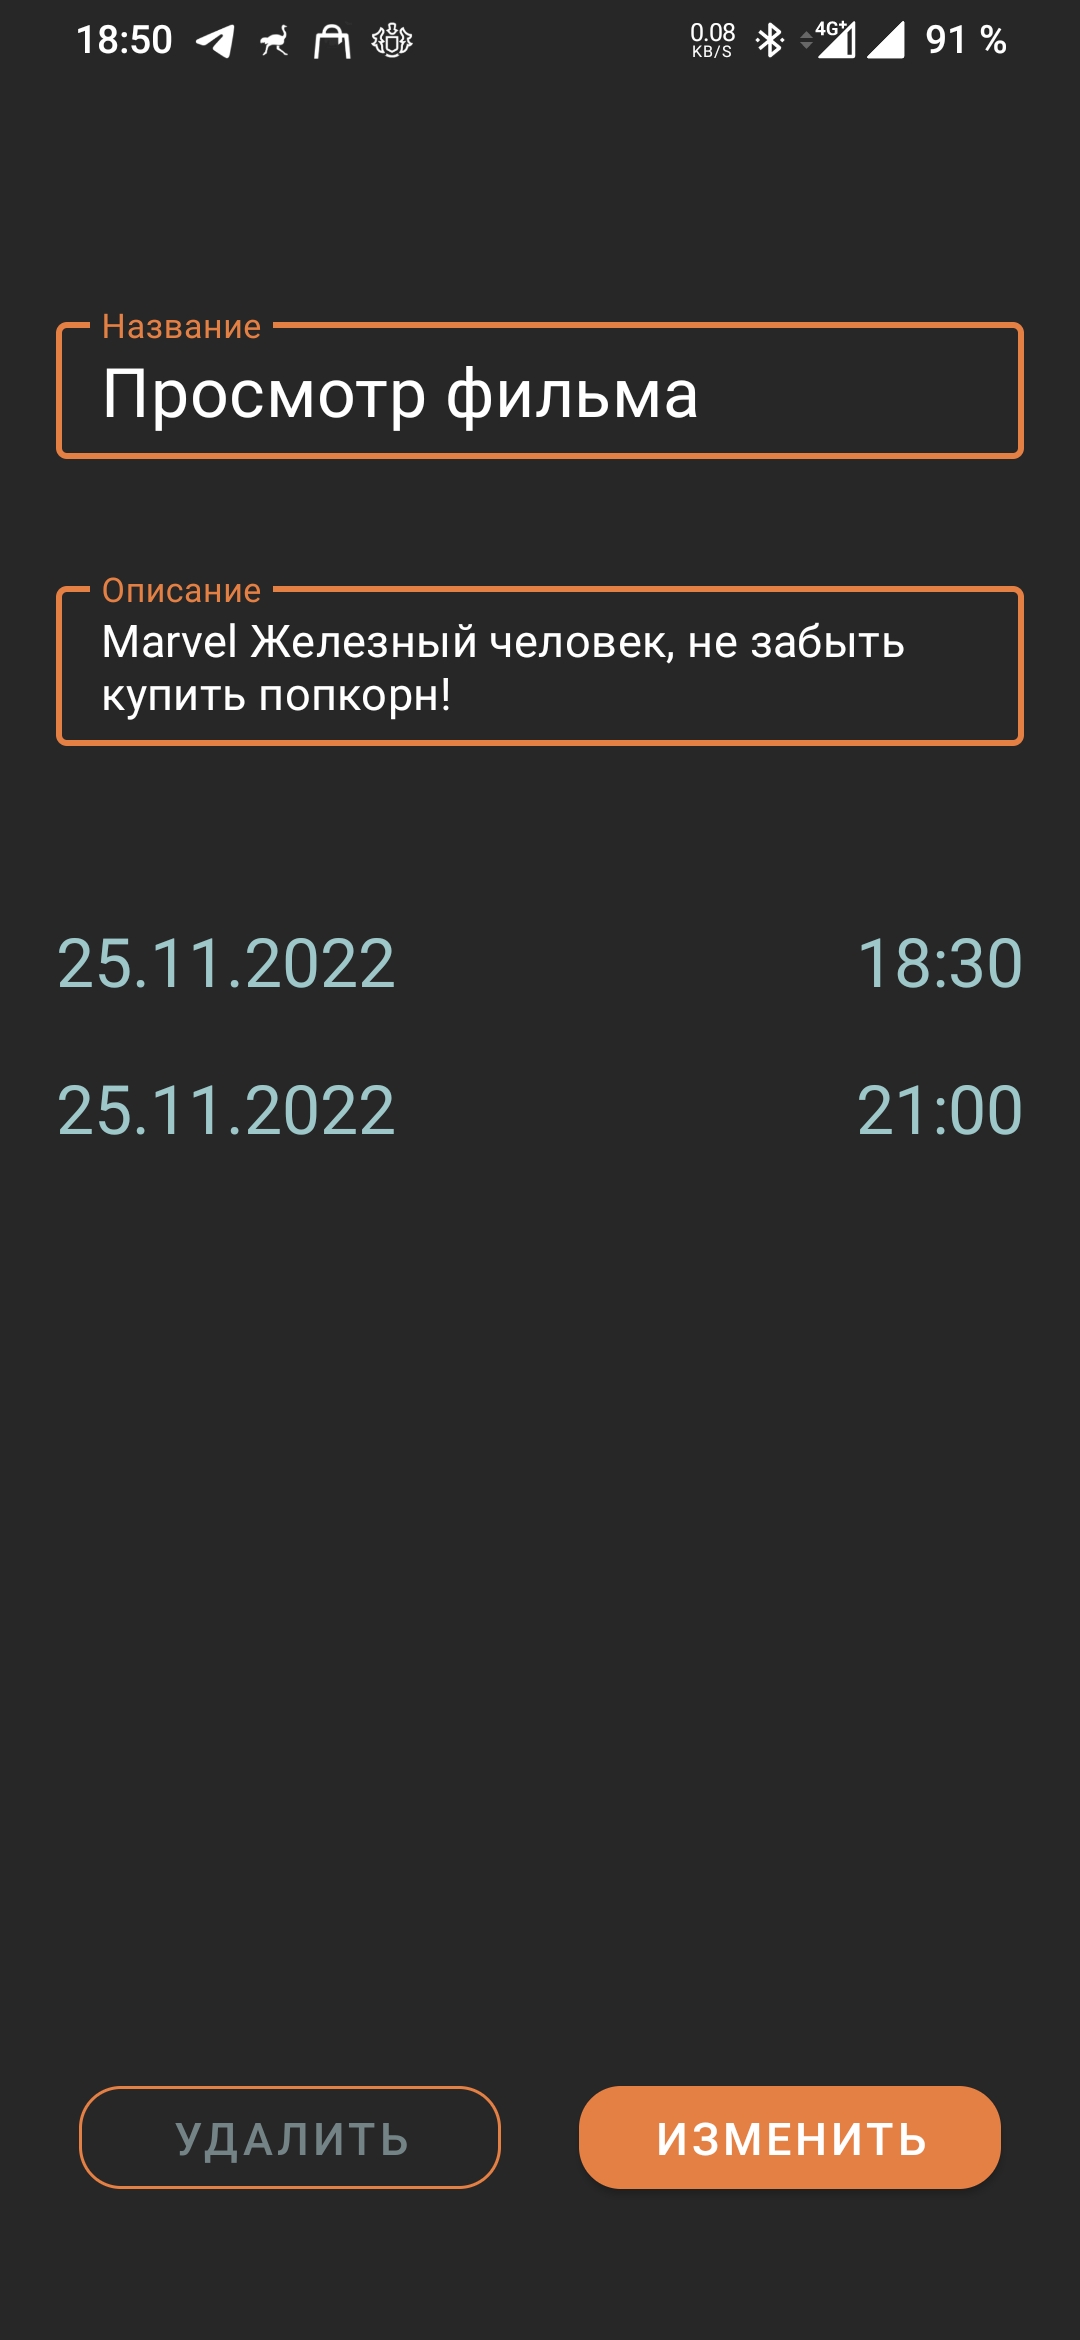 18:50 0.08 KB/S 4G+ 91 %
Название
Просмотр фильма
Описание
Marvel Железный человек, не забыть
купить попкорн!
25.11.2022 18:30
25.11.2022 21:00
УДАЛИТЬ ИЗМЕНИТЬ